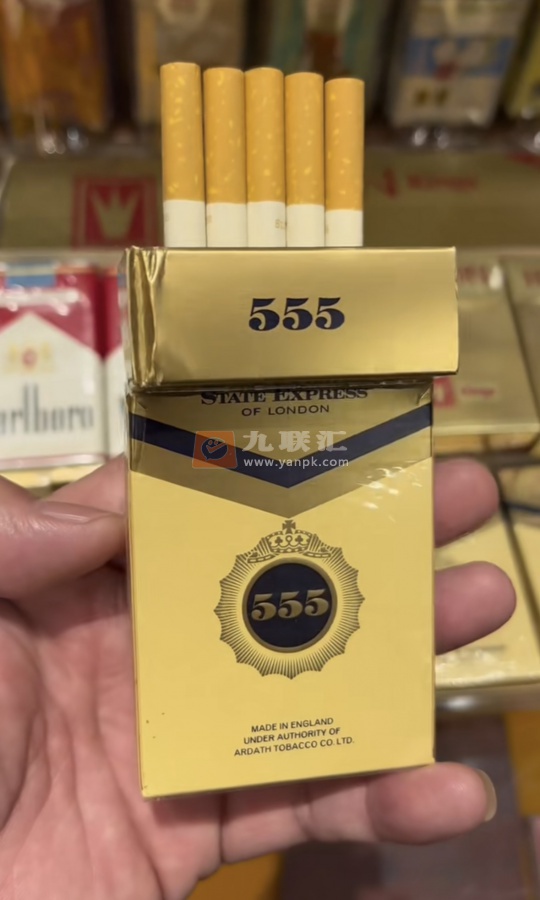 555
STATE EXPRESS
OF LONDON
九联汇
www.yanpk.com
555
MADE IN ENGLAND
UNDER AUTHORITY OF
ARDATH TOBACCO CO. LTD.
arlboro